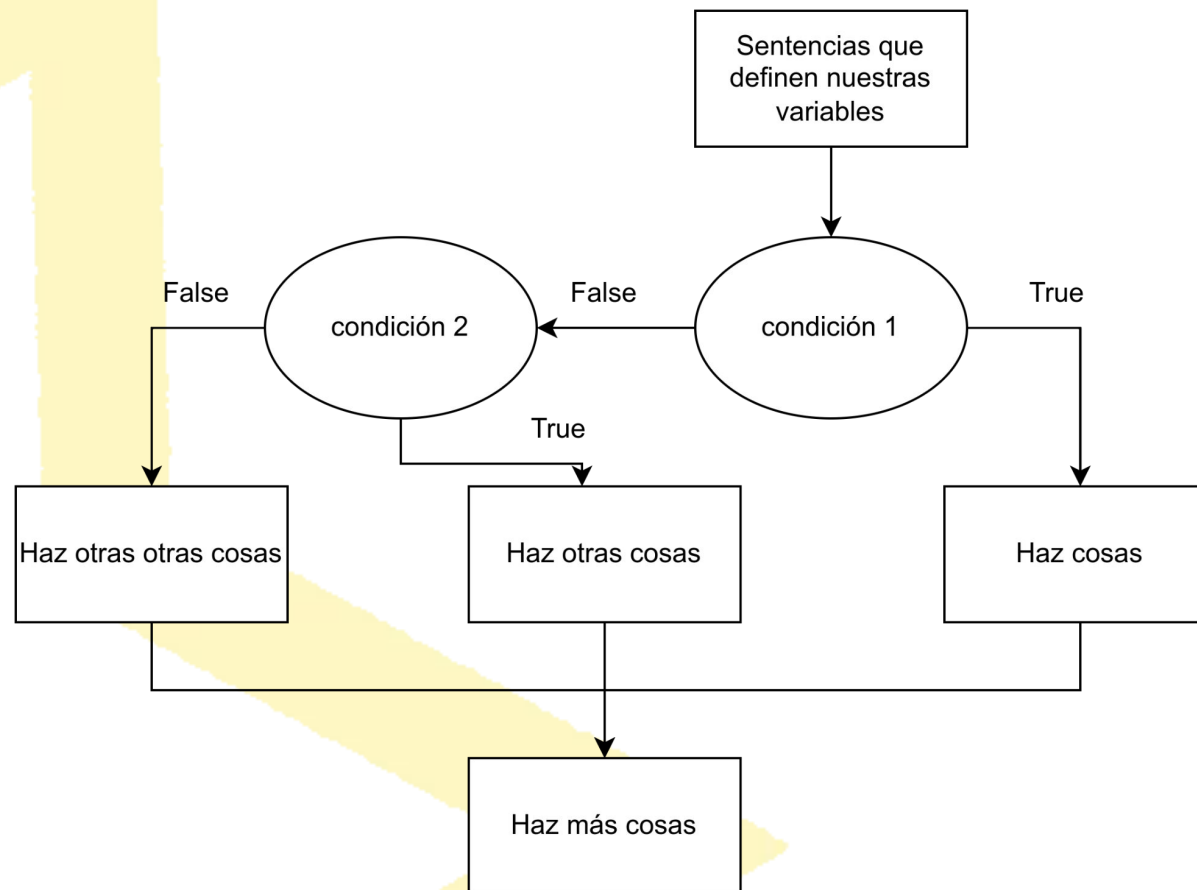 Sentencias que
definen nuestras
variables
False
condición 2
False
condición 1
True
True
Haz otras otras cosas
Haz otras cosas
Haz cosas
Haz más cosas